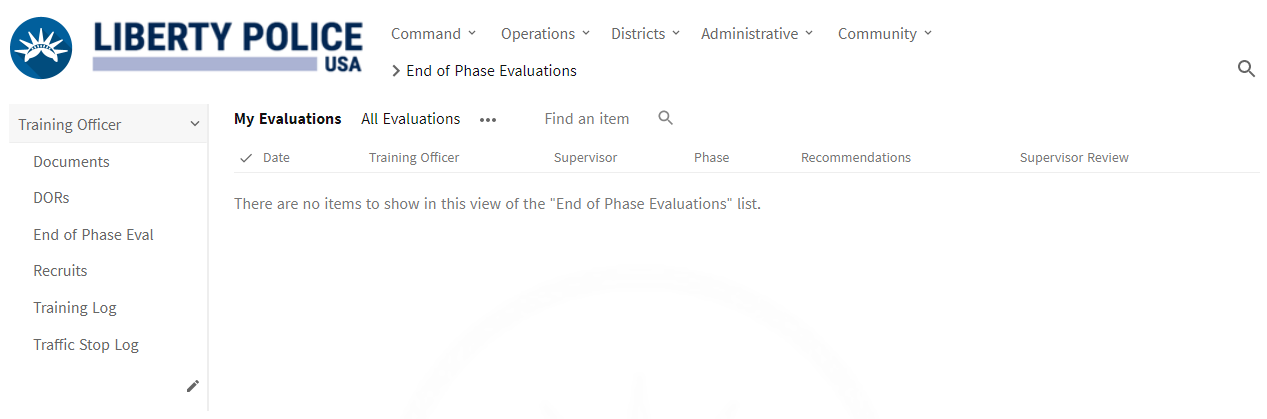 LIBERTY POLICE
USA
Command Operations Districts Administrative Community
End of Phase Evaluations
Training Officer
Documents
DORs
End of Phase Eval
Recruits
Training Log
Traffic Stop Log
My Evaluations All Evaluations ••• Find an item
Date Training Officer Supervisor Phase Recommendations Supervisor Review
There are no items to show in this view of the "End of Phase Evaluations" list.